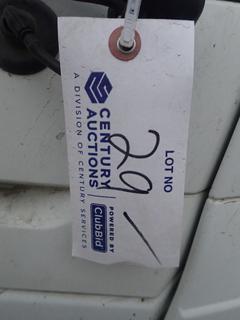 LOT NO
29
CENTURY
AUCTIONS
A DIVISION OF CENTURY SERVICES
POWERED BY
ClubBid